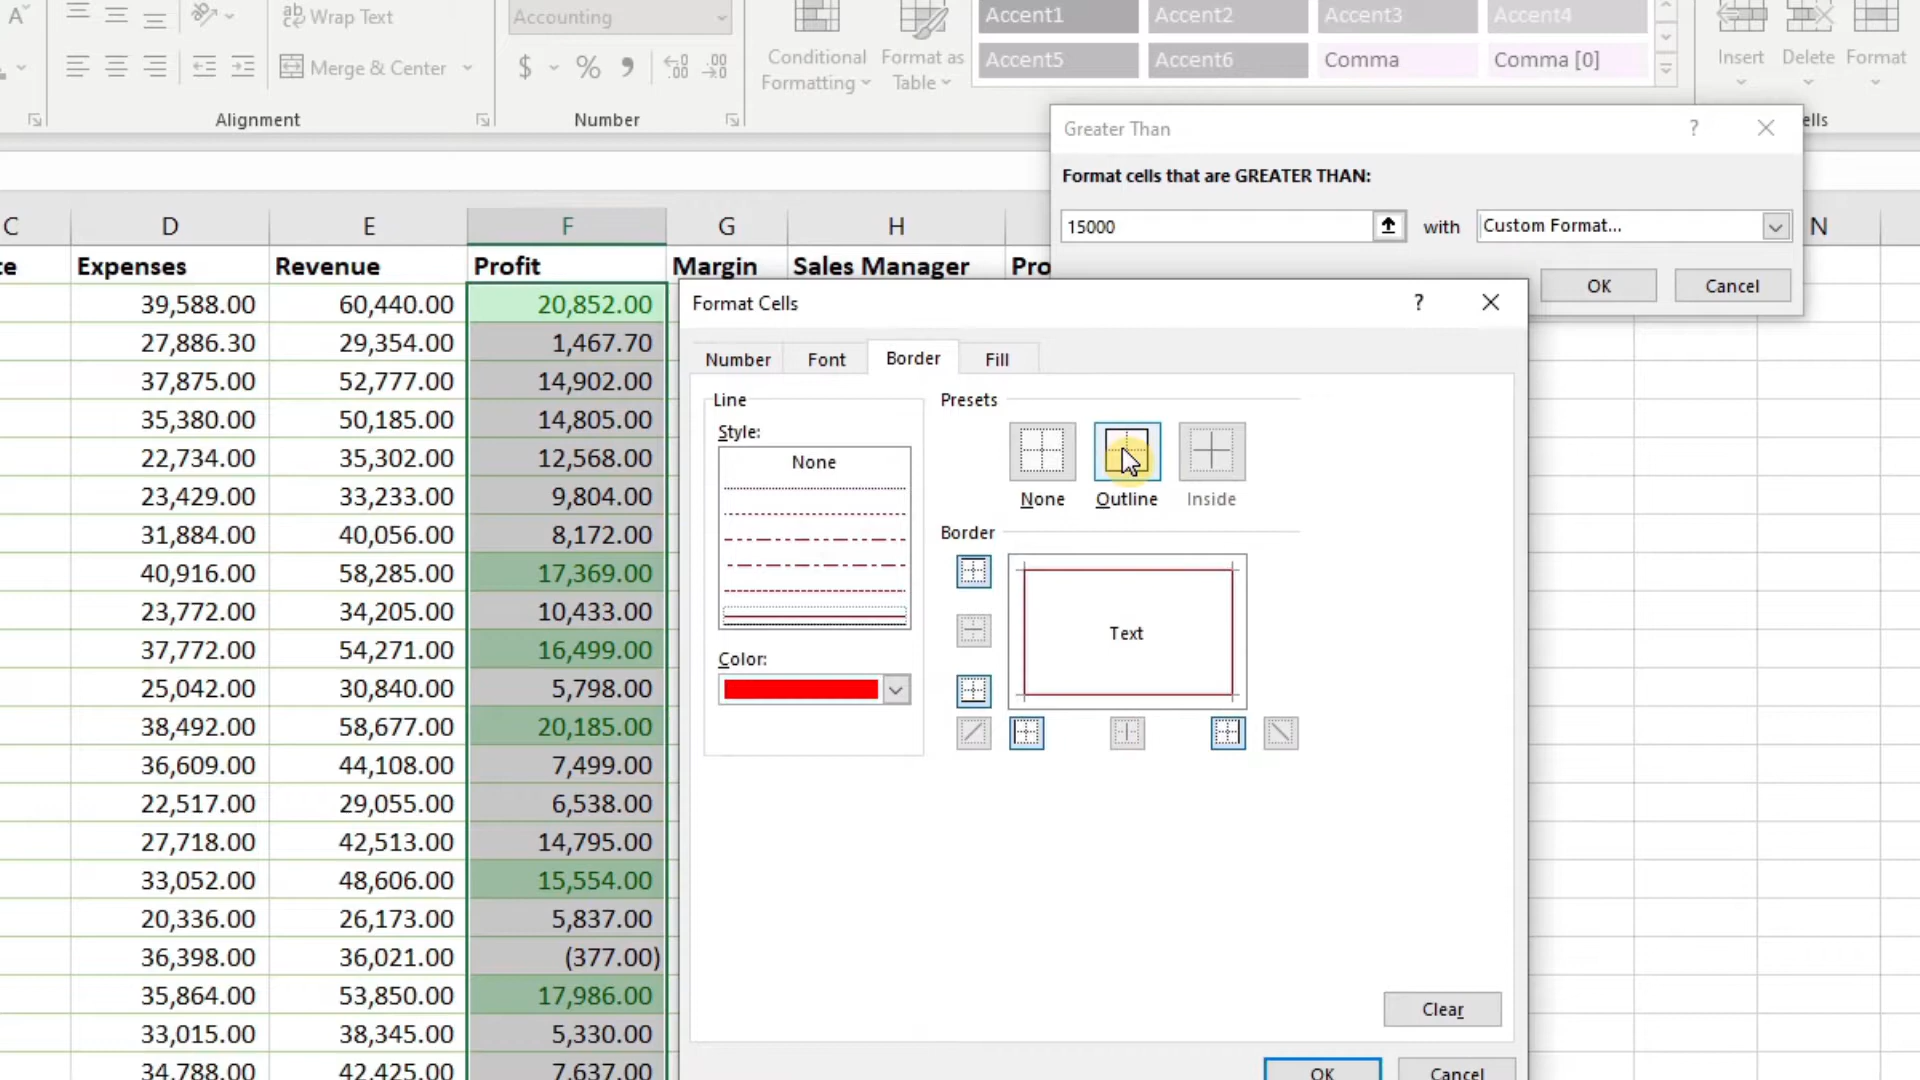 Wrap Text
Merge & Center
Alignment
Accounting
$ % 9
Number
Conditional Formatting
Format as Table
Accent1 Accent2 Accent3 Accent4
Accent5 Accent6 Comma Comma [0]
Insert Delete Format
ells
Greater Than
Format cells that are GREATER THAN:
15000 with Custom Format...
OK Cancel
C D E F G H N
te Expenses Revenue Profit Margin Sales Manager Pro
39,588.00 60,440.00 20,852.00
27,886.30 29,354.00 1,467.70
37,875.00 52,777.00 14,902.00
35,380.00 50,185.00 14,805.00
22,734.00 35,302.00 12,568.00
23,429.00 33,233.00 9,804.00
31,884.00 40,056.00 8,172.00
40,916.00 58,285.00 17,369.00
23,772.00 34,205.00 10,433.00
37,772.00 54,271.00 16,499.00
25,042.00 30,840.00 5,798.00
38,492.00 58,677.00 20,185.00
36,609.00 44,108.00 7,499.00
22,517.00 29,055.00 6,538.00
27,718.00 42,513.00 14,795.00
33,052.00 48,606.00 15,554.00
20,336.00 26,173.00 5,837.00
36,398.00 36,021.00 (377.00)
35,864.00 53,850.00 17,986.00
33,015.00 38,345.00 5,330.00
34,788.00 42,425.00 7,637.00
Format Cells
Number Font Border Fill
Line
Style:
None
Color:
Presets
None Outline Inside
Border
Text
Clear
OK Cancel